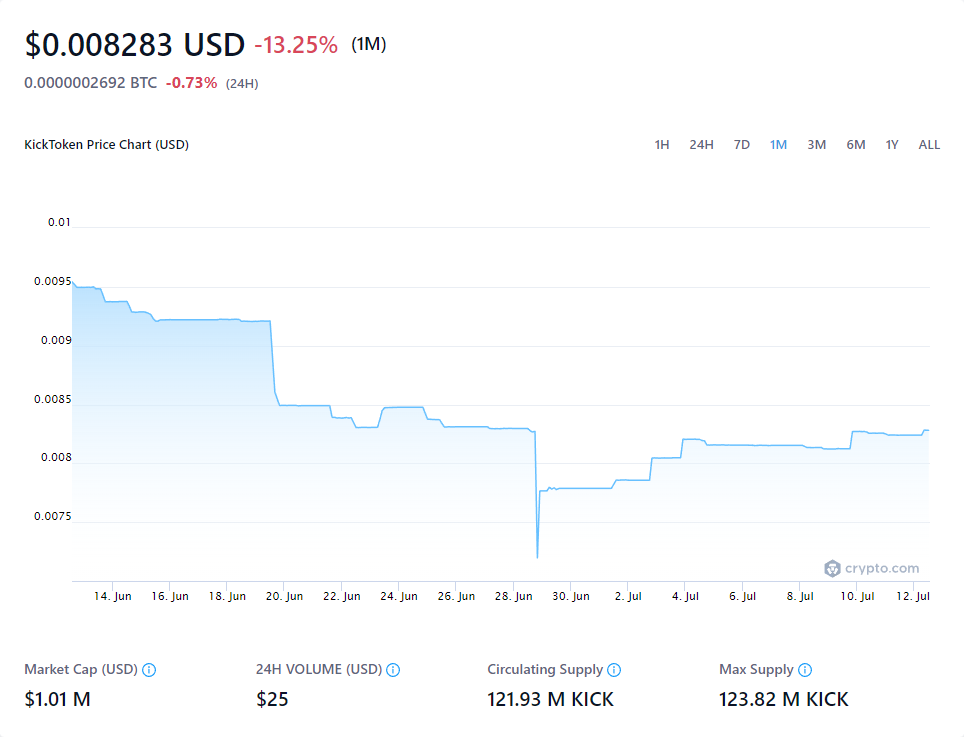 $0.008283 USD -13.25% (1M)
0.0000002692 BTC -0.73% (24H)
KickToken Price Chart (USD) 1H 24H 7D 1M 3M 6M 1Y ALL
0.01
0.0095
0.009
0.0085
0.008
0.0075
crypto.com
14. Jun 16. Jun 18. Jun 20. Jun 22. Jun 24. Jun 26. Jun 28. Jun 30. Jun 2. Jul 4. Jul 6. Jul 8. Jul 10. Jul 12. Jul
Market Cap (USD) 24H VOLUME (USD) Circulating Supply Max Supply
$1.01 M $25 121.93 M KICK 123.82 M KICK